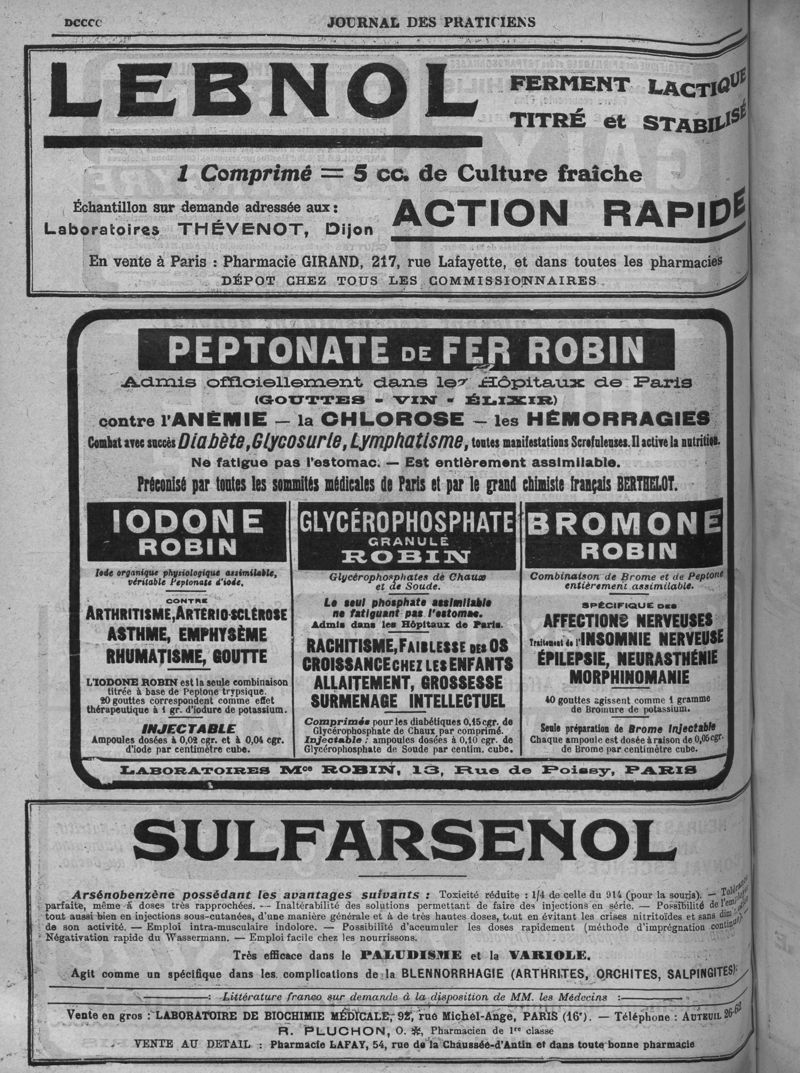 DCCCC
JOURNAL DES PRATICIENS
LEBNOL
FERMENT LACTIQUE
TITRÉ et STABILISÉ
1 Comprimé = 5 cc. de Culture fraîche
Échantillon sur demande adressée aux :
Laboratoires THÉVENOT, Dijon
ACTION RAPIDE
En vente à Paris : Pharmacie GIRAND, 217, rue Lafayette, et dans toutes les pharmacies
DÉPOT CHEZ TOUS LES COMMISSIONNAIRES
PEPTONATE DE FER ROBIN
Admis officiellement dans les Hôpitaux de Paris
(GOUTTES - VIN - ÉLIXIR)
contre l'ANÉMIE — la CHLOROSE — les HÉMORRAGIES
Combat avec succès Diabète, Glycosurie, Lymphatisme, toutes manifestations Scrofuleuses. Il active la nutrition.
Ne fatigue pas l'estomac. — Est entièrement assimilable.
Préconisé par toutes les sommités médicales de Paris et par le grand chimiste français BERTHELOT.
IODONE
ROBIN
Iode organique physiologique assimilable,
véritable Peptonate d'iode.
CONTRE
ARTHRITISME, ARTÉRIO-SCLÉROSE
ASTHME, EMPHYSÈME
RHUMATISME, GOUTTE
L'IODONE ROBIN est la seule combinaison
titrée à base de Peptone trypsique.
20 gouttes correspondent comme effet
thérapeutique à 1 gr. d'iodure de potassium.
INJECTABLE
Ampoules dosées à 0,02 cgr. et à 0,04 cgr.
d'iode par centimètre cube.
GLYCÉROPHOSPHATE
GRANULÉ
ROBIN
Glycérophosphates de Chaux
et de Soude.
Le seul phosphate assimilable
ne fatiguant pas l'estomac.
Admis dans les Hôpitaux de Paris.
RACHITISME, FAIBLESSE DES OS
CROISSANCE CHEZ LES ENFANTS
ALLAITEMENT, GROSSESSE
SURMENAGE INTELLECTUEL
Comprimés pour les diabétiques 0,15 cgr. de
Glycérophosphate de Chaux par comprimé.
Injectable : ampoules dosées à 0,10 cgr. de
Glycérophosphate de Soude par centim. cube.
BROMONE
ROBIN
Combinaison de Brome et de Peptone
entièrement assimilable.
SPÉCIFIQUE DES
AFFECTIONS NERVEUSES
Traitement de l'INSOMNIE NERVEUSE
ÉPILEPSIE, NEURASTHÉNIE
MORPHINOMANIE
40 gouttes agissent comme 1 gramme
de Bromure de potassium.
Seule préparation de Brome Injectable
Chaque ampoule est dosée à raison de 0,05 cgr.
de Brome par centimètre cube.
LABORATOIRES Mce ROBIN, 13, Rue de Poissy, PARIS
SULFARSENOL
Arsénobenzène possédant les avantages suivants : Toxicité réduite : 1/4 de celle du 914 (pour la souris). — Tolérance
parfaite, même à doses très rapprochées. — Inaltérabilité des solutions permettant de faire des injections en série. — Possibilité de l'em
tout aussi bien en injections sous-cutanées, d'une manière générale et à de très hautes doses, tout en évitant les crises nitritoïdes et sans dim
de son activité. — Emploi intra-musculaire indolore. — Possibilité d'accumuler les doses rapidement (méthode d'imprégnation continue)
Négativation rapide du Wassermann. — Emploi facile chez les nourrissons.
Très efficace dans le PALUDISME et la VARIOLE.
Agit comme un spécifique dans les complications de la BLENNORRHAGIE (ARTHRITES, ORCHITES, SALPINGITES)
Littérature franco sur demande à la disposition de MM. les Médecins :
Vente en gros : LABORATOIRE DE BIOCHIMIE MÉDICALE, 92, rue Michel-Ange, PARIS (16e). — Téléphone : AUTEUIL 26-62
R. PLUCHON, O. ✻, Pharmacien de 1re classe
VENTE AU DETAIL : Pharmacie LAFAY, 54, rue de la Chaussée-d'Antin et dans toute bonne pharmacie